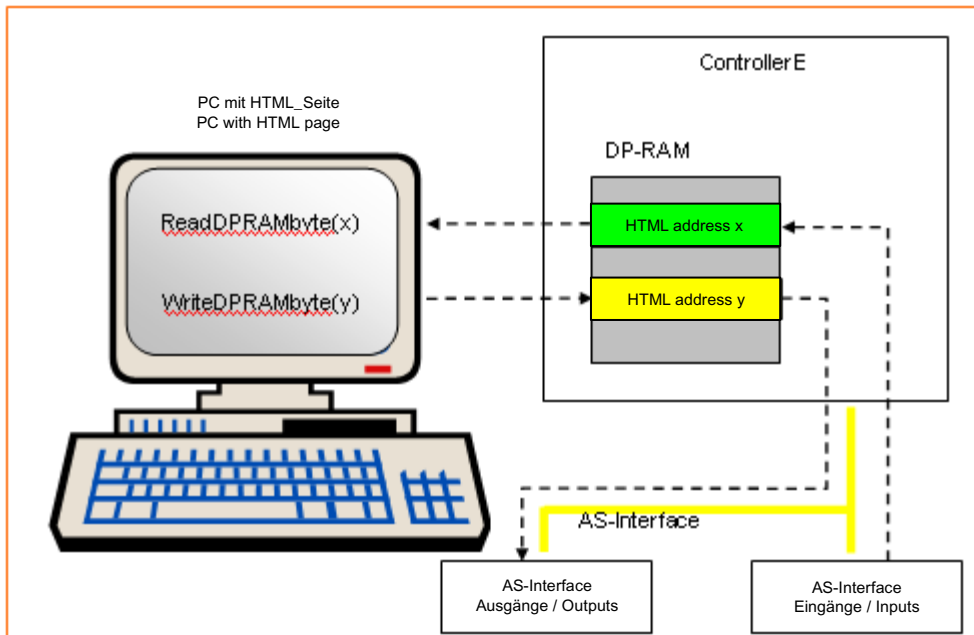 ControllerE
PC mit HTML_Seite
PC with HTML page
DP-RAM
ReadDPRAMbyte(x)
HTML address x
WriteDPRAMbyte(y)
HTML address y
AS-Interface
AS-Interface
Ausgänge / Outputs
AS-Interface
Eingänge / Inputs